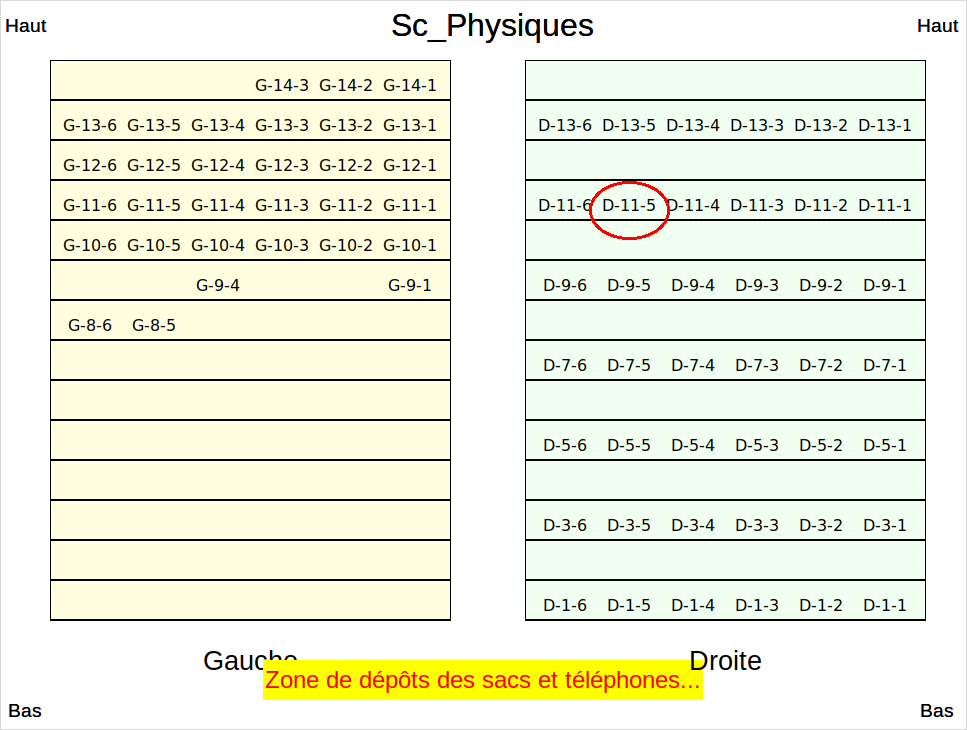 Haut Sc_Physiques Haut
G-14-3 G-14-2 G-14-1
G-13-6 G-13-5 G-13-4 G-13-3 G-13-2 G-13-1 D-13-6 D-13-5 D-13-4 D-13-3 D-13-2 D-13-1
G-12-6 G-12-5 G-12-4 G-12-3 G-12-2 G-12-1
G-11-6 G-11-5 G-11-4 G-11-3 G-11-2 G-11-1 D-11-6 D-11-5 D-11-4 D-11-3 D-11-2 D-11-1
G-10-6 G-10-5 G-10-4 G-10-3 G-10-2 G-10-1
G-9-4 G-9-1 D-9-6 D-9-5 D-9-4 D-9-3 D-9-2 D-9-1
G-8-6 G-8-5
D-7-6 D-7-5 D-7-4 D-7-3 D-7-2 D-7-1
D-5-6 D-5-5 D-5-4 D-5-3 D-5-2 D-5-1
D-3-6 D-3-5 D-3-4 D-3-3 D-3-2 D-3-1
D-1-6 D-1-5 D-1-4 D-1-3 D-1-2 D-1-1
Gauche Droite
Zone de dépôts des sacs et téléphones...
Bas Bas